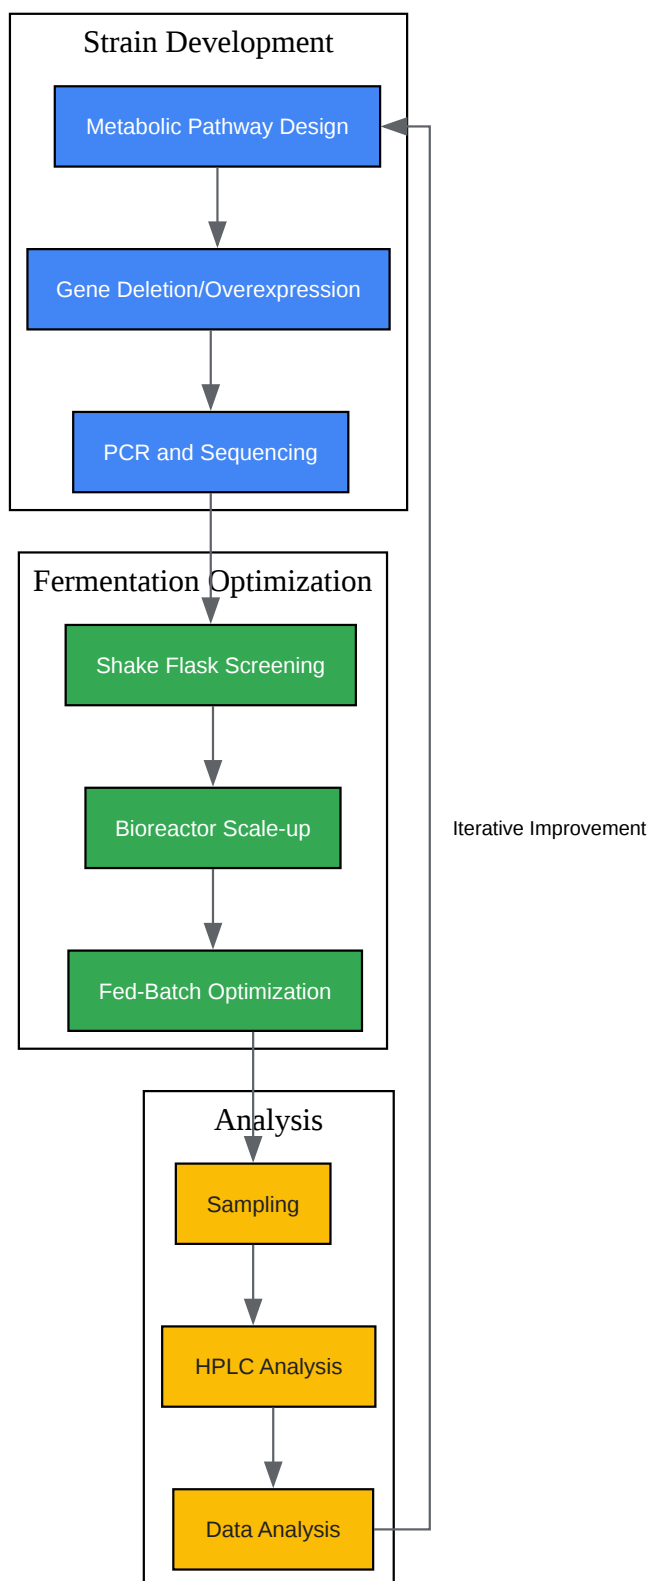 Strain Development
Metabolic Pathway Design
Gene Deletion/Overexpression
PCR and Sequencing
Fermentation Optimization
Shake Flask Screening
Bioreactor Scale-up
Iterative Improvement
Fed-Batch Optimization
Analysis
Sampling
HPLC Analysis
Data Analysis